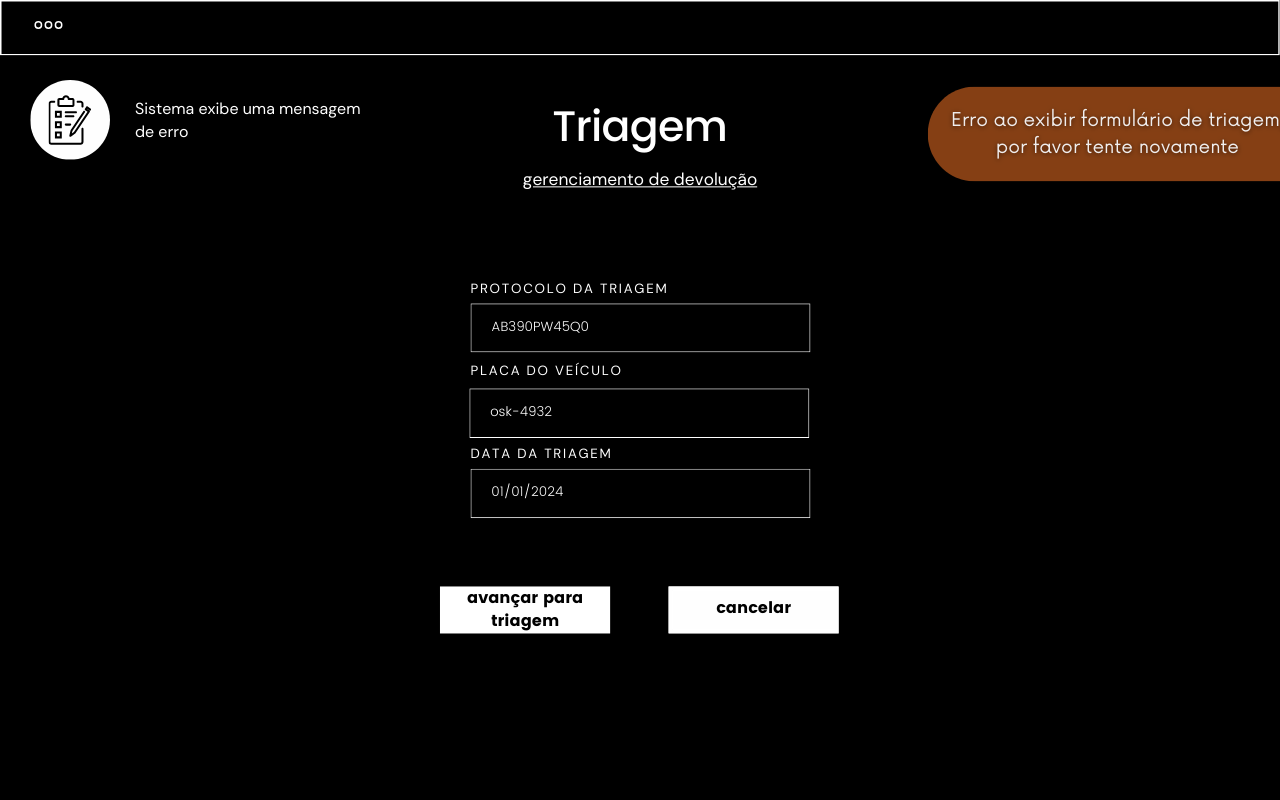 Sistema exibe uma mensagem
de erro
Triagem
gerenciamento de devolução
Erro ao exibir formulário de triagem
por favor tente novamente
PROTOCOLO DA TRIAGEM
AB390PW45Q0
PLACA DO VEÍCULO
osk-4932
DATA DA TRIAGEM
01/01/2024
avançar para
triagem
cancelar